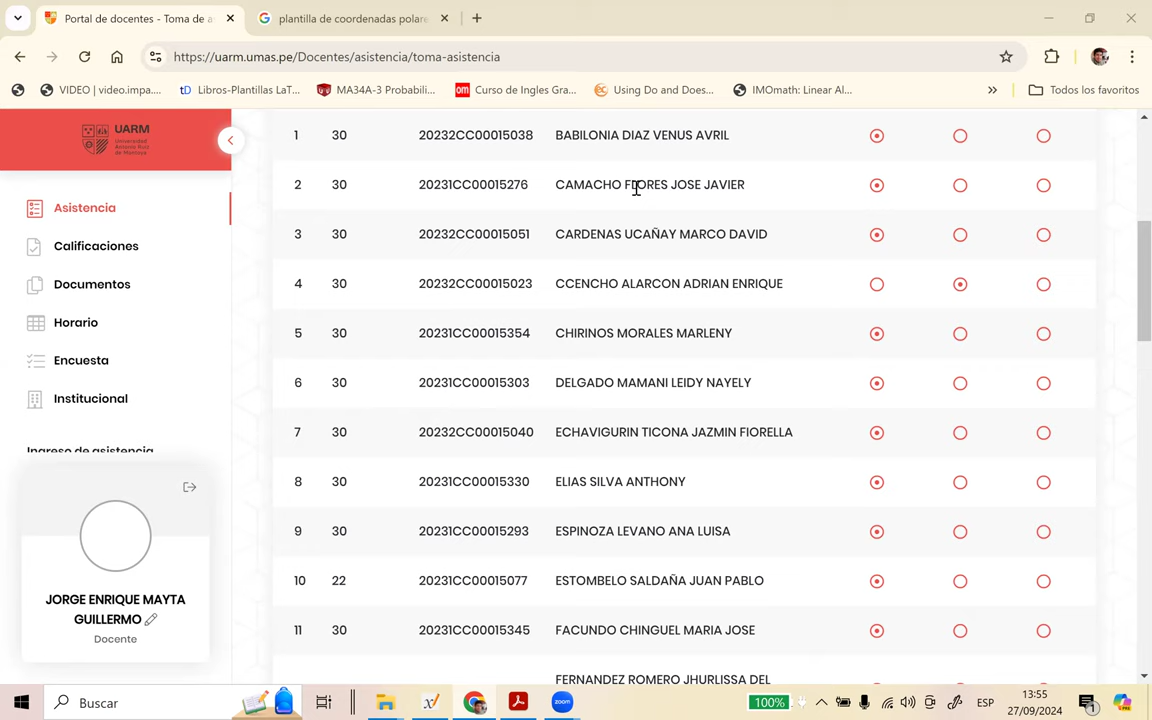 Portal de docentes - Toma de a
plantilla de coordenadas polare
https://uarm.umas.pe/Docentes/asistencia/toma-asistencia
VIDEO | video.impa....
Libros-Plantillas LaT...
MA34A-3 Probabili...
Curso de Ingles Gra...
Using Do and Does...
IMOmath: Linear Al...
Todos los favoritos
UARM
Universidad
Antonio Ruiz
de Montoya
Asistencia
Calificaciones
Documentos
Horario
Encuesta
Institucional
Ingreso de asistencia
JORGE ENRIQUE MAYTA
GUILLERMO
Docente
1 30 20232CC00015038 BABILONIA DIAZ VENUS AVRIL
2 30 20231CC00015276 CAMACHO FLORES JOSE JAVIER
3 30 20232CC00015051 CARDENAS UCAÑAY MARCO DAVID
4 30 20232CC00015023 CCENCHO ALARCON ADRIAN ENRIQUE
5 30 20231CC00015354 CHIRINOS MORALES MARLENY
6 30 20231CC00015303 DELGADO MAMANI LEIDY NAYELY
7 30 20232CC00015040 ECHAVIGURIN TICONA JAZMIN FIORELLA
8 30 20231CC00015330 ELIAS SILVA ANTHONY
9 30 20231CC00015293 ESPINOZA LEVANO ANA LUISA
10 22 20231CC00015077 ESTOMBELO SALDAÑA JUAN PABLO
11 30 20231CC00015345 FACUNDO CHINGUEL MARIA JOSE
FERNANDEZ ROMERO JHURLISSA DEL
Buscar
zoom
100%
ESP
13:55
27/09/2024
1